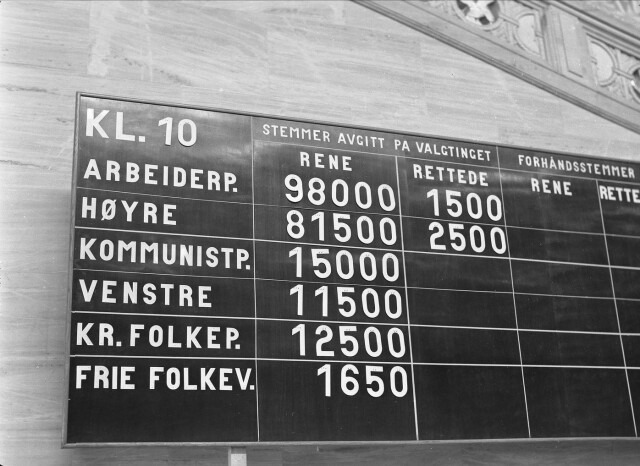 KL. 10 STEMMER AVGITT PA VALGTINGET FORHÅNDSSTEMMER
RENE RETTEDE RENE RETTE
ARBEIDERP. 98000 1500
HØYRE 81500 2500
KOMMUNISTP. 15000
VENSTRE 11500
KR. FOLKEP. 12500
FRIE FOLKEV. 1650